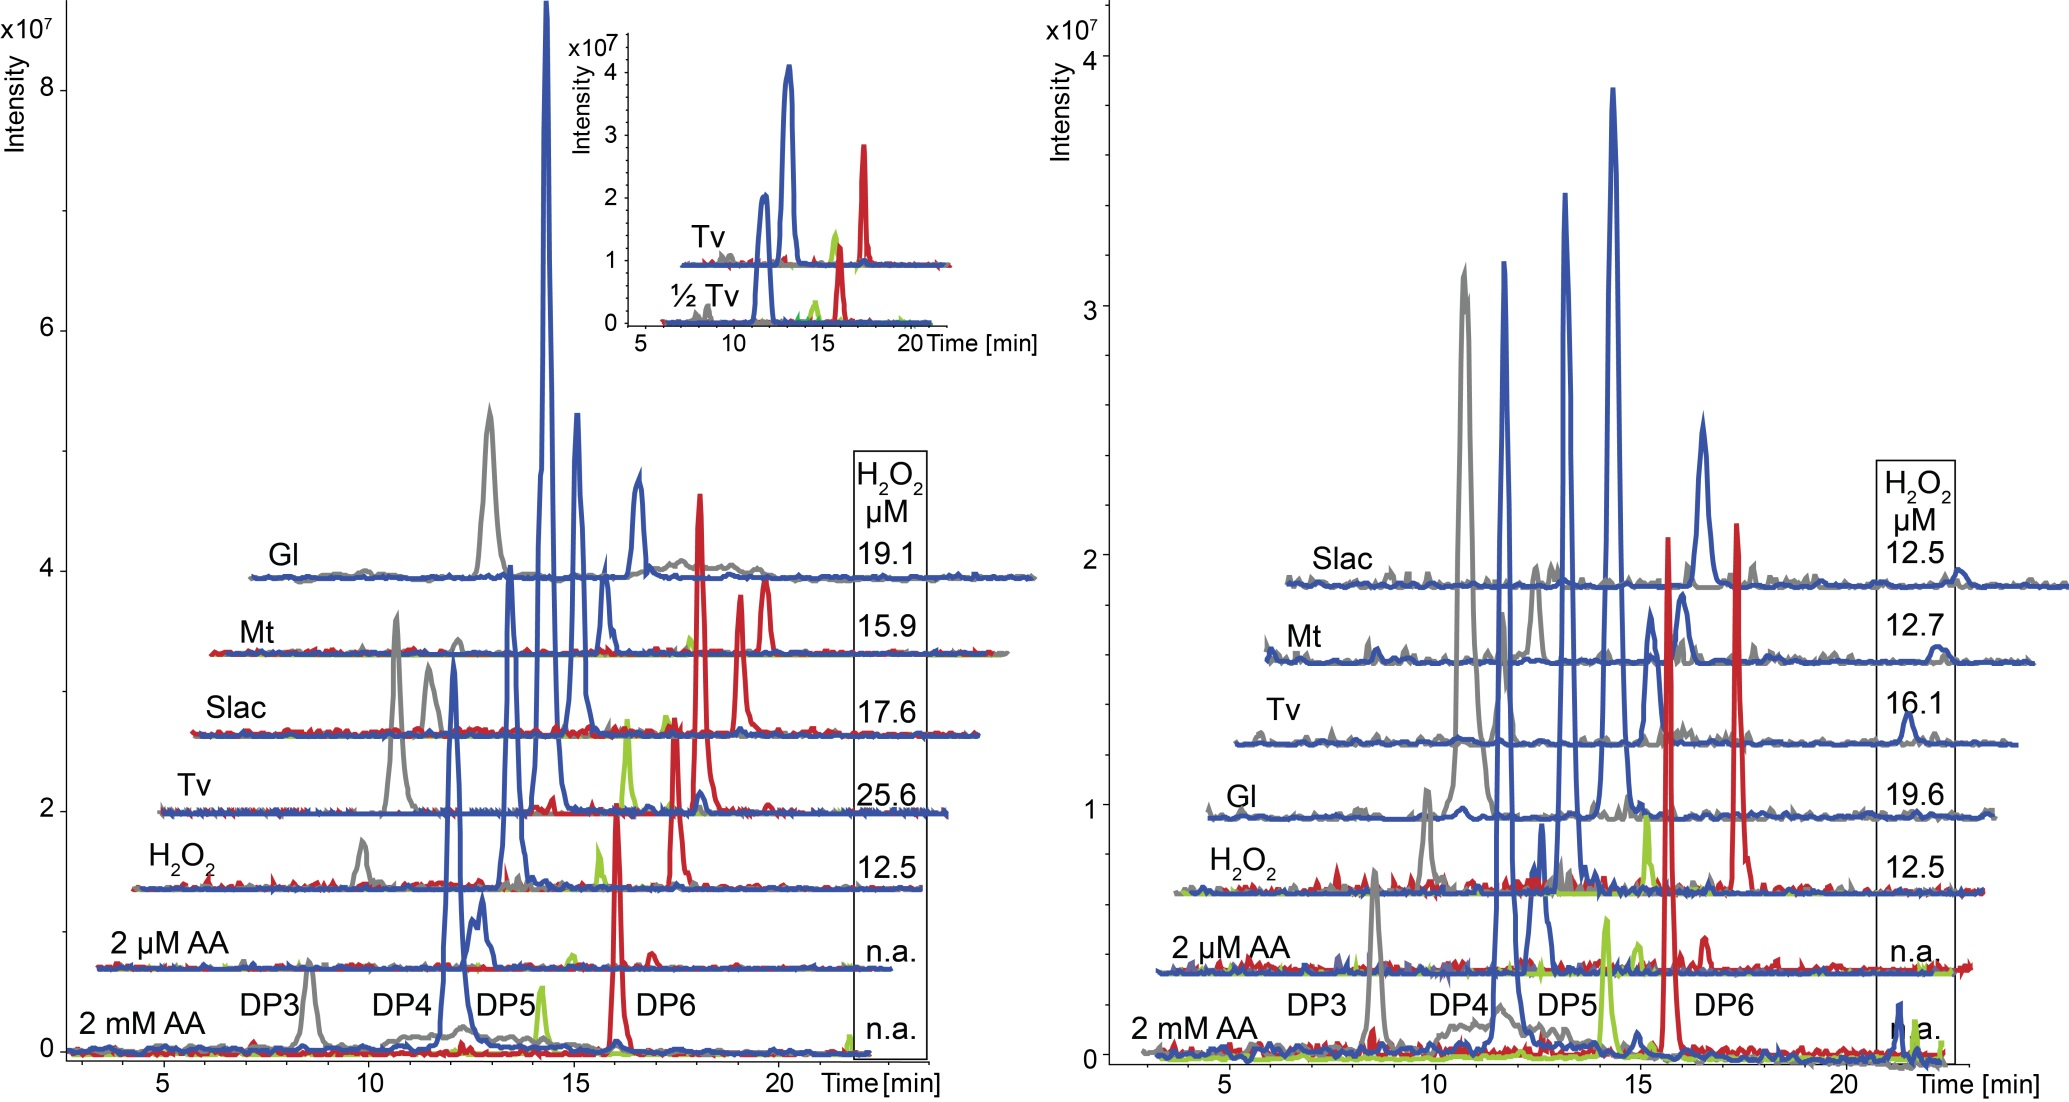 x10⁷
Intensity
8
6
4
2
0
Gl
Mt
Slac
Tv
H₂O₂
2 µM AA
2 mM AA
DP3
DP4
DP5
DP6
H₂O₂
µM
19.1
15.9
17.6
25.6
12.5
n.a.
n.a.
5
10
15
20
Time [min]
x10⁷
Intensity
4
3
2
1
0
Tv
½ Tv
5
10
15
20
Time [min]
x10⁷
Intensity
4
3
2
1
0
Slac
Mt
Tv
Gl
H₂O₂
2 µM AA
2 mM AA
DP3
DP4
DP5
DP6
H₂O₂
µM
12.5
12.7
16.1
19.6
12.5
n.a.
n.a.
5
10
15
20
Time [min]